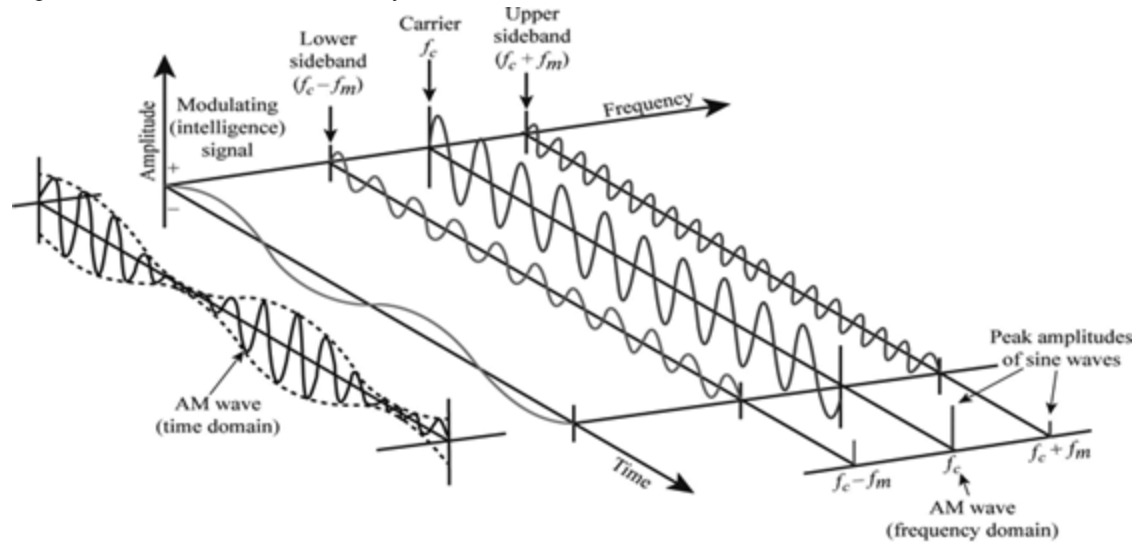 Lower
sideband
(f_c – f_m)
Carrier
f_c
Upper
sideband
(f_c + f_m)
Frequency
Amplitude
Modulating
(intelligence)
signal
+
–
AM wave
(time domain)
Time
Peak amplitudes
of sine waves
f_c – f_m
f_c
f_c + f_m
AM wave
(frequency domain)